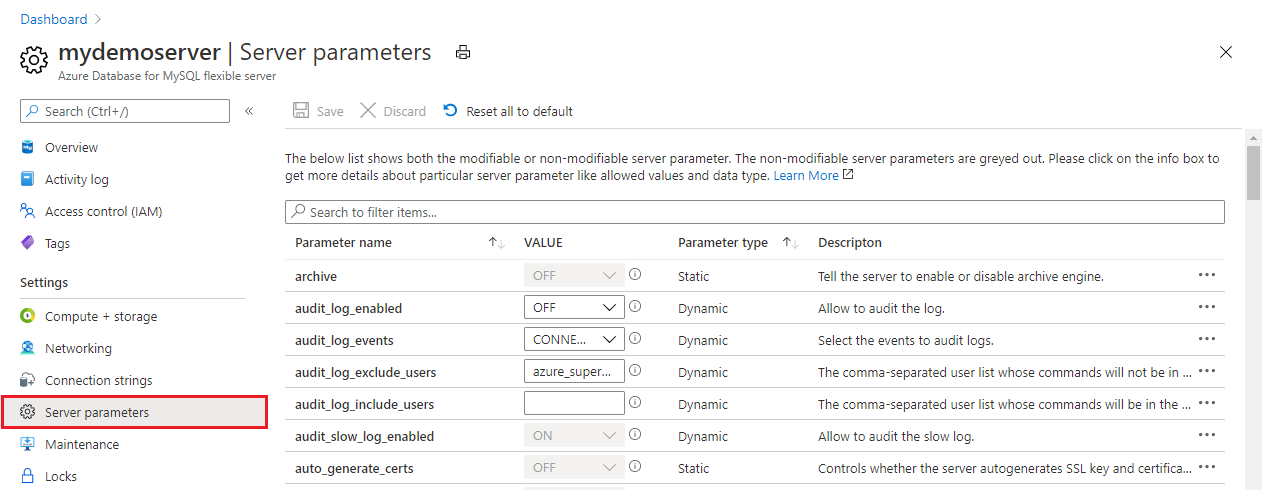 Dashboard
mydemoserver | Server parameters
Azure Database for MySQL flexible server
Search (Ctrl+/)
Overview
Activity log
Access control (IAM)
Tags
Settings
Compute + storage
Networking
Connection strings
Server parameters
Maintenance
Locks
Save Discard Reset all to default
The below list shows both the modifiable or non-modifiable server parameter. The non-modifiable server parameters are greyed out. Please click on the info box to
get more details about particular server parameter like allowed values and data type. Learn More
Search to filter items...
Parameter name VALUE Parameter type Descripton
archive OFF Static Tell the server to enable or disable archive engine.
audit_log_enabled OFF Dynamic Allow to audit the log.
audit_log_events CONNE... Dynamic Select the events to audit logs.
audit_log_exclude_users azure_super... Dynamic The comma-separated user list whose commands will not be in ...
audit_log_include_users Dynamic The comma-separated user list whose commands will be in the ...
audit_slow_log_enabled ON Dynamic Allow to audit the slow log.
auto_generate_certs OFF Static Controls whether the server autogenerates SSL key and certifica...